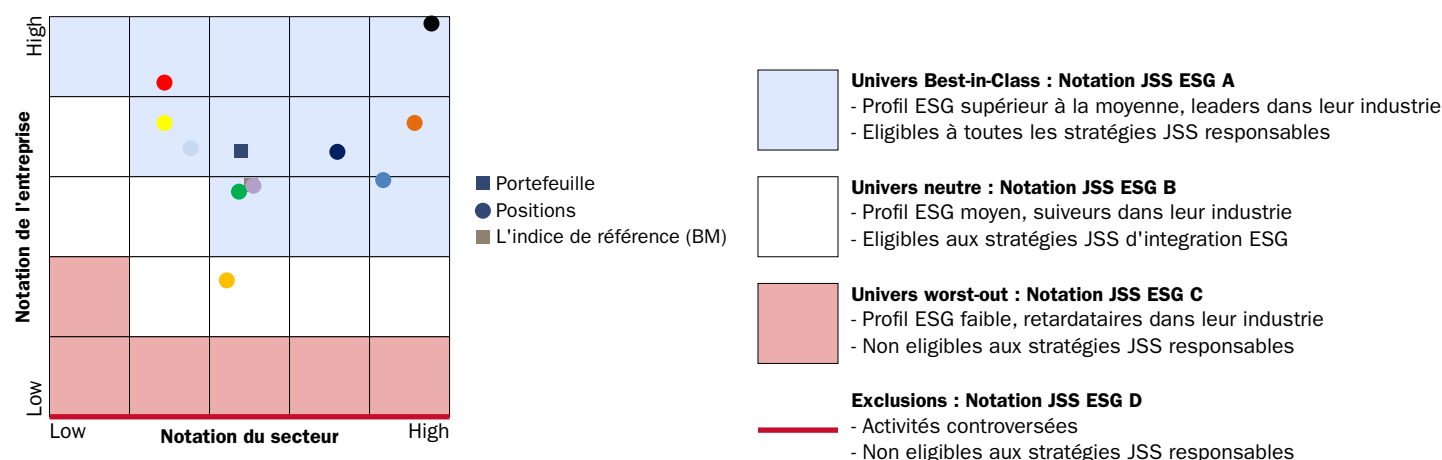 High
Notation de l'entreprise
Low
Low
Notation du secteur
High
Portefeuille
Positions
L'indice de référence (BM)
Univers Best-in-Class : Notation JSS ESG A
- Profil ESG supérieur à la moyenne, leaders dans leur industrie
- Eligibles à toutes les stratégies JSS responsables
Univers neutre : Notation JSS ESG B
- Profil ESG moyen, suiveurs dans leur industrie
- Eligibles aux stratégies JSS d'integration ESG
Univers worst-out : Notation JSS ESG C
- Profil ESG faible, retardataires dans leur industrie
- Non eligibles aux stratégies JSS responsables
Exclusions : Notation JSS ESG D
- Activités controversées
- Non eligibles aux stratégies JSS responsables